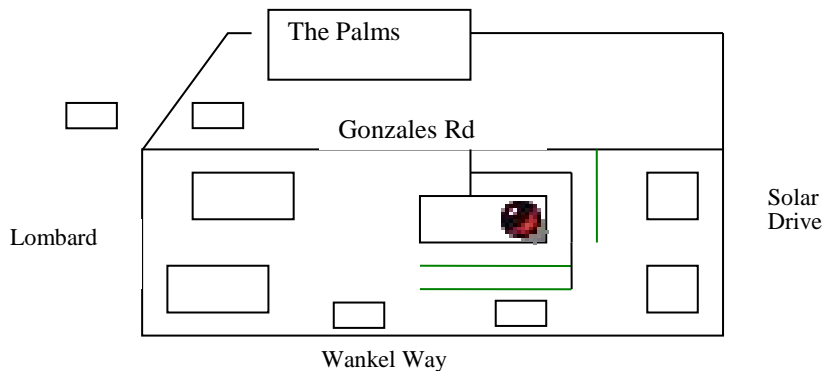 The Palms
Gonzales Rd
Solar
Drive
Lombard
Wankel Way